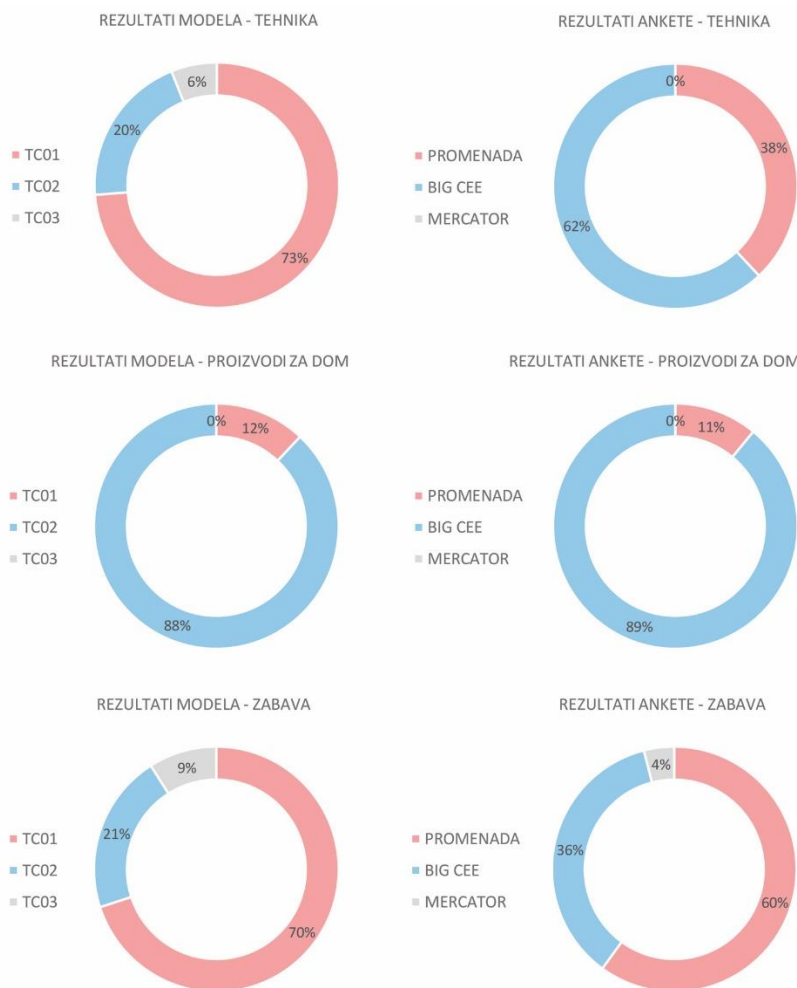 REZULTATI MODELA - TEHNIKA
6%
20%
TC01
TC02
TC03
73%
REZULTATI ANKETE - TEHNIKA
0%
38%
PROMENADA
BIG CEE
MERCATOR
62%
REZULTATI MODELA - PROIZVODI ZA DOM
0%
12%
TC01
TC02
TC03
88%
REZULTATI ANKETE - PROIZVODI ZA DOM
0%
11%
PROMENADA
BIG CEE
MERCATOR
89%
REZULTATI MODELA - ZABAVA
9%
21%
TC01
TC02
TC03
70%
REZULTATI ANKETE - ZABAVA
4%
PROMENADA
36%
BIG CEE
MERCATOR
60%